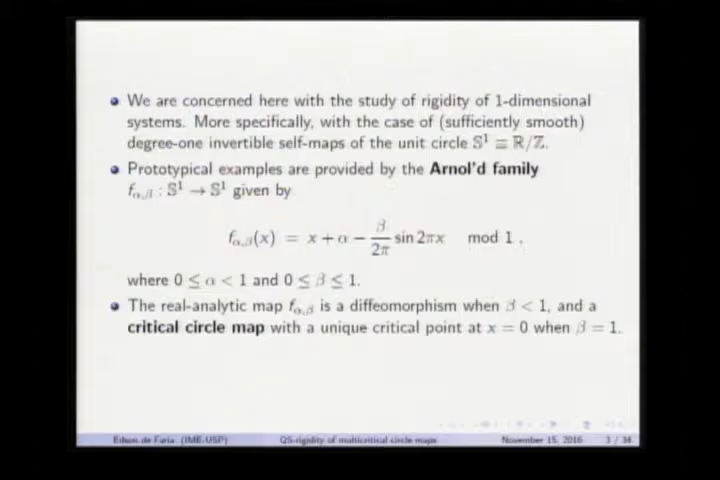 We are concerned here with the study of rigidity of 1-dimensional
systems. More specifically, with the case of (sufficiently smooth)
degree-one invertible self-maps of the unit circle 𝕊¹ ≡ ℝ/ℤ.
Prototypical examples are provided by the Arnol'd family
f_{α,β} : 𝕊¹ → 𝕊¹ given by
f_{α,β}(x) = x + α − β/2π sin 2πx mod 1 ,
where 0 ≤ α < 1 and 0 ≤ β ≤ 1.
The real-analytic map f_{α,β} is a diffeomorphism when β < 1, and a
critical circle map with a unique critical point at x = 0 when β = 1.
Edson de Faria (IME-USP) QS-rigidity of multicritical circle maps November 15, 2016 3 / 34